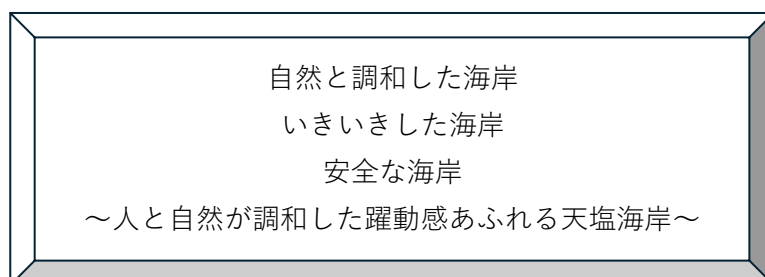 自然と調和した海岸
いきいきした海岸
安全な海岸
～人と自然が調和した躍動感あふれる天塩海岸～